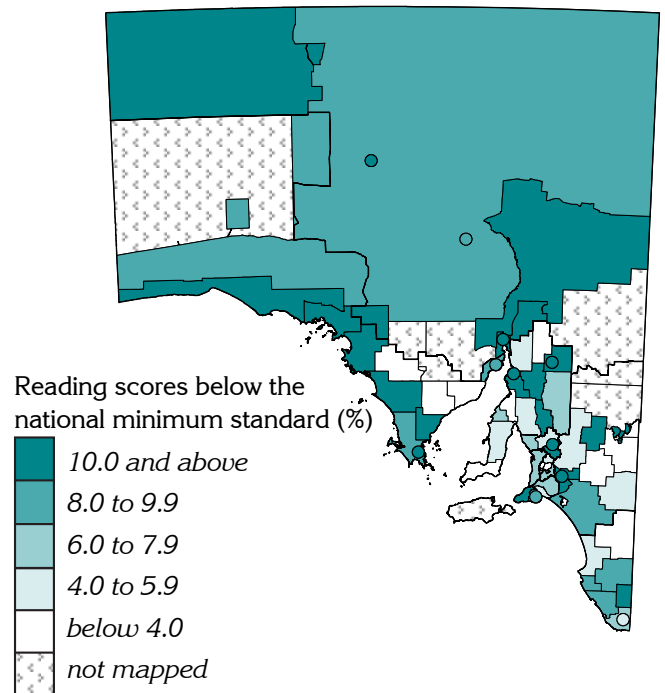 Reading scores below the
national minimum standard (%)
10.0 and above
8.0 to 9.9
6.0 to 7.9
4.0 to 5.9
below 4.0
not mapped